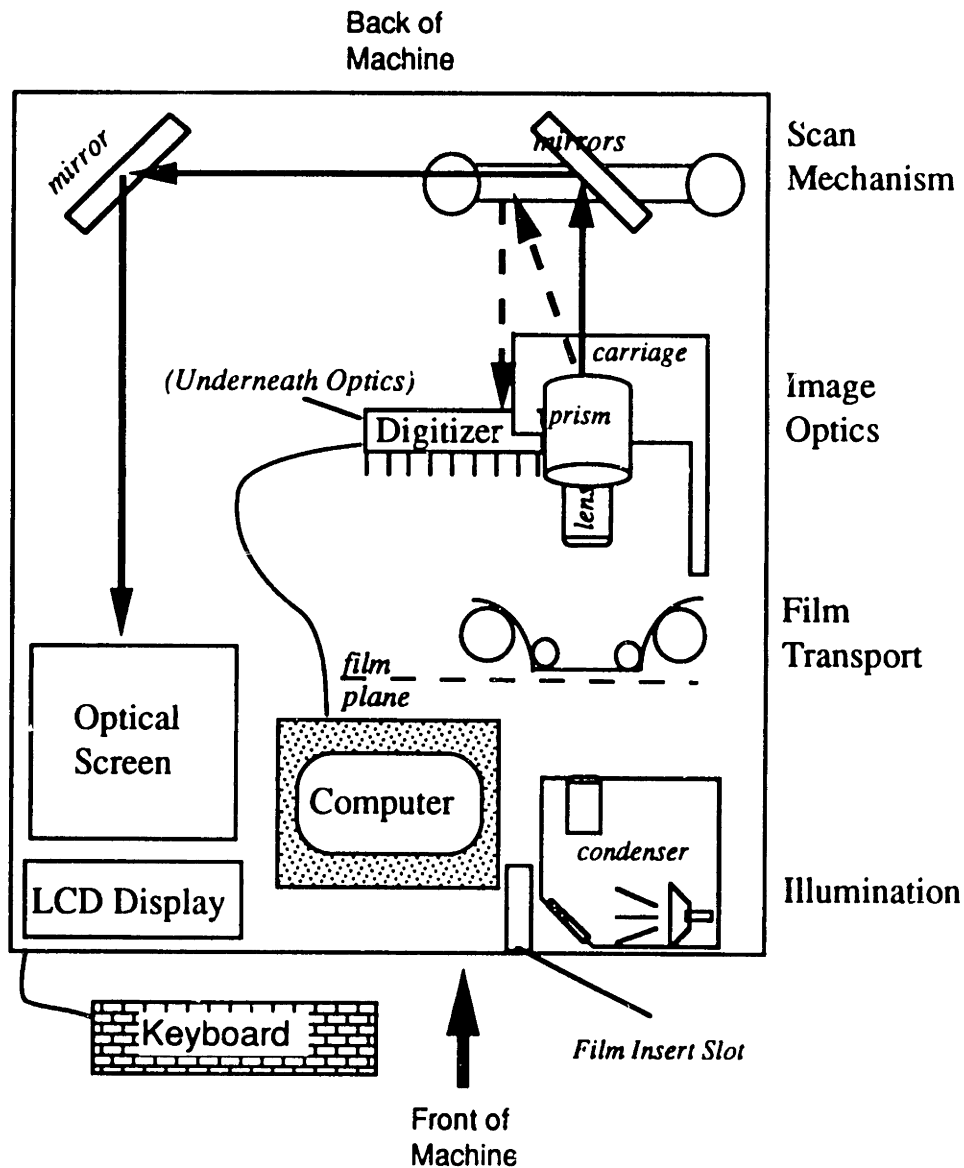 Back of
Machine
mirror
mirrors
Scan
Mechanism
carriage
(Underneath Optics)
Image
Optics
prism
Digitizer
lens
Film
Transport
film
plane
Optical
Screen
Computer
condenser
LCD Display
Illumination
Keyboard
Film Insert Slot
Front of
Machine